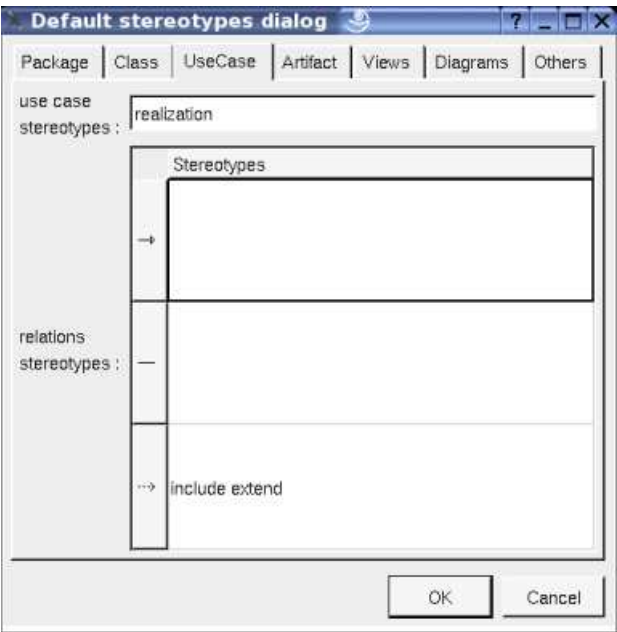 Default stereotypes dialog
Package Class UseCase Artifact Views Diagrams Others
use case
stereotypes :
realization
Stereotypes
relations
stereotypes :
include extend
OK Cancel